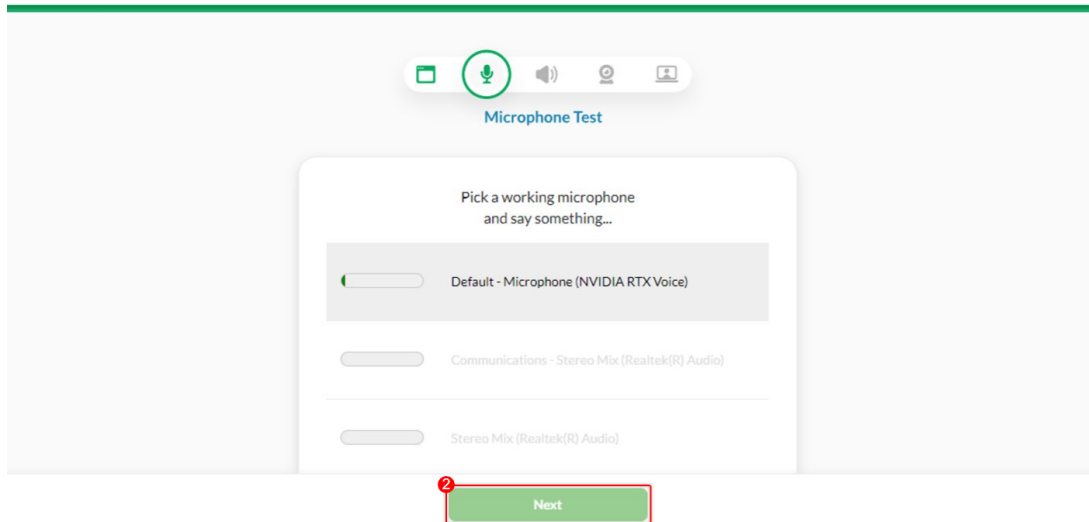 Microphone Test
Pick a working microphone
and say something...
Default - Microphone (NVIDIA RTX Voice)
Communications - Stereo Mix (Realtek(R) Audio)
Stereo Mix (Realtek(R) Audio)
2
Next